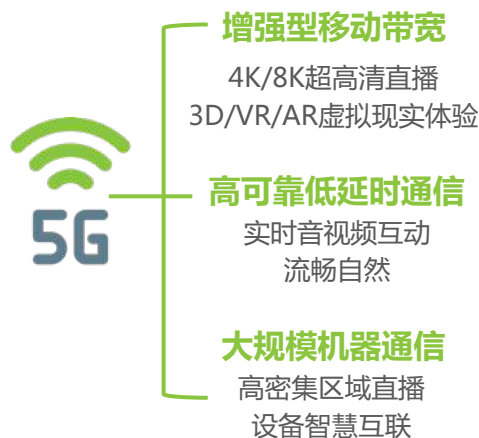 增强型移动带宽
4K/8K超高清直播
3D/VR/AR虚拟现实体验
5G
高可靠低延时通信
实时音视频互动
流畅自然
大规模机器通信
高密集区域直播
设备智慧互联